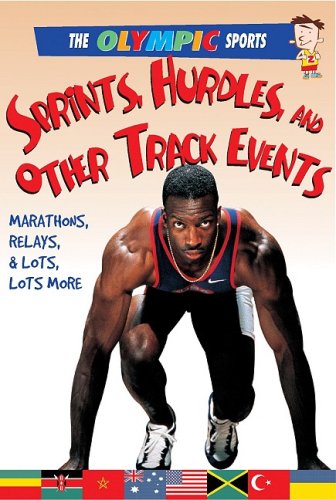 THE OLYMPIC SPORTS
SPRINTS, HURDLES, AND
OTHER TRACK EVENTS
MARATHONS,
RELAYS,
& LOTS,
LOTS MORE
Z